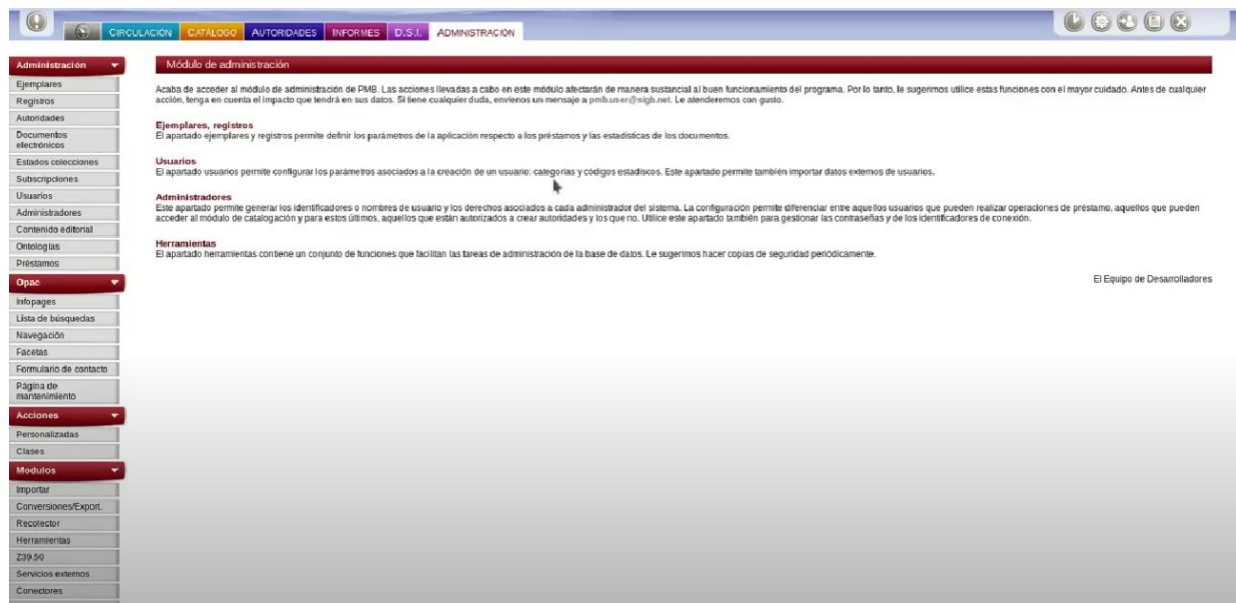 CIRCULACIÓN CATÁLOGO AUTORIDADES INFORMES D.S.I. ADMINISTRACIÓN
Administración
Ejemplares
Registros
Autoridades
Documentos
electrónicos
Estados colecciones
Subscripciones
Usuarios
Administradores
Contenido editorial
Ontologías
Préstamos
Opac
Infopages
Lista de búsquedas
Navegación
Facetas
Formulario de contacto
Página de
mantenimiento
Acciones
Personalizadas
Clases
Modulos
Importar
Conversiones/Export.
Recolector
Herramientas
Z39.50
Servicios externos
Conectores
Módulo de administración
Acaba de acceder al módulo de administración de PMB. Las acciones llevadas a cabo en este módulo afectarán de manera sustancial al buen funcionamiento del programa. Por lo tanto, le sugerimos utilice estas funciones con el mayor cuidado. Antes de cualquier
acción, tenga en cuenta el impacto que tendrá en sus datos. Si tiene cualquier duda, envíenos un mensaje a pmb.user@sigb.net. Le atenderemos con gusto.
Ejemplares, registros
El apartado ejemplares y registros permite definir los parámetros de la aplicación respecto a los préstamos y las estadísticas de los documentos.
Usuarios
El apartado usuarios permite configurar los parámetros asociados a la creación de un usuario: categorías y códigos estadíscos. Este apartado permite también importar datos externos de usuarios.
Administradores
Este apartado permite generar los identificadores o nombres de usuario y los derechos asociados a cada administrador del sistema. La configuración permite diferenciar entre aquellos usuarios que pueden realizar operaciones de préstamo, aquellos que pueden
acceder al módulo de catalogación y para estos últimos, aquellos que están autorizados a crear autoridades y los que no. Utilice este apartado también para gestionar las contraseñas y de los identificadores de conexión.
Herramientas
El apartado herramientas contiene un conjunto de funciones que facilitan las tareas de administración de la base de datos. Le sugerimos hacer copias de seguridad periódicamente.
El Equipo de Desarrolladores